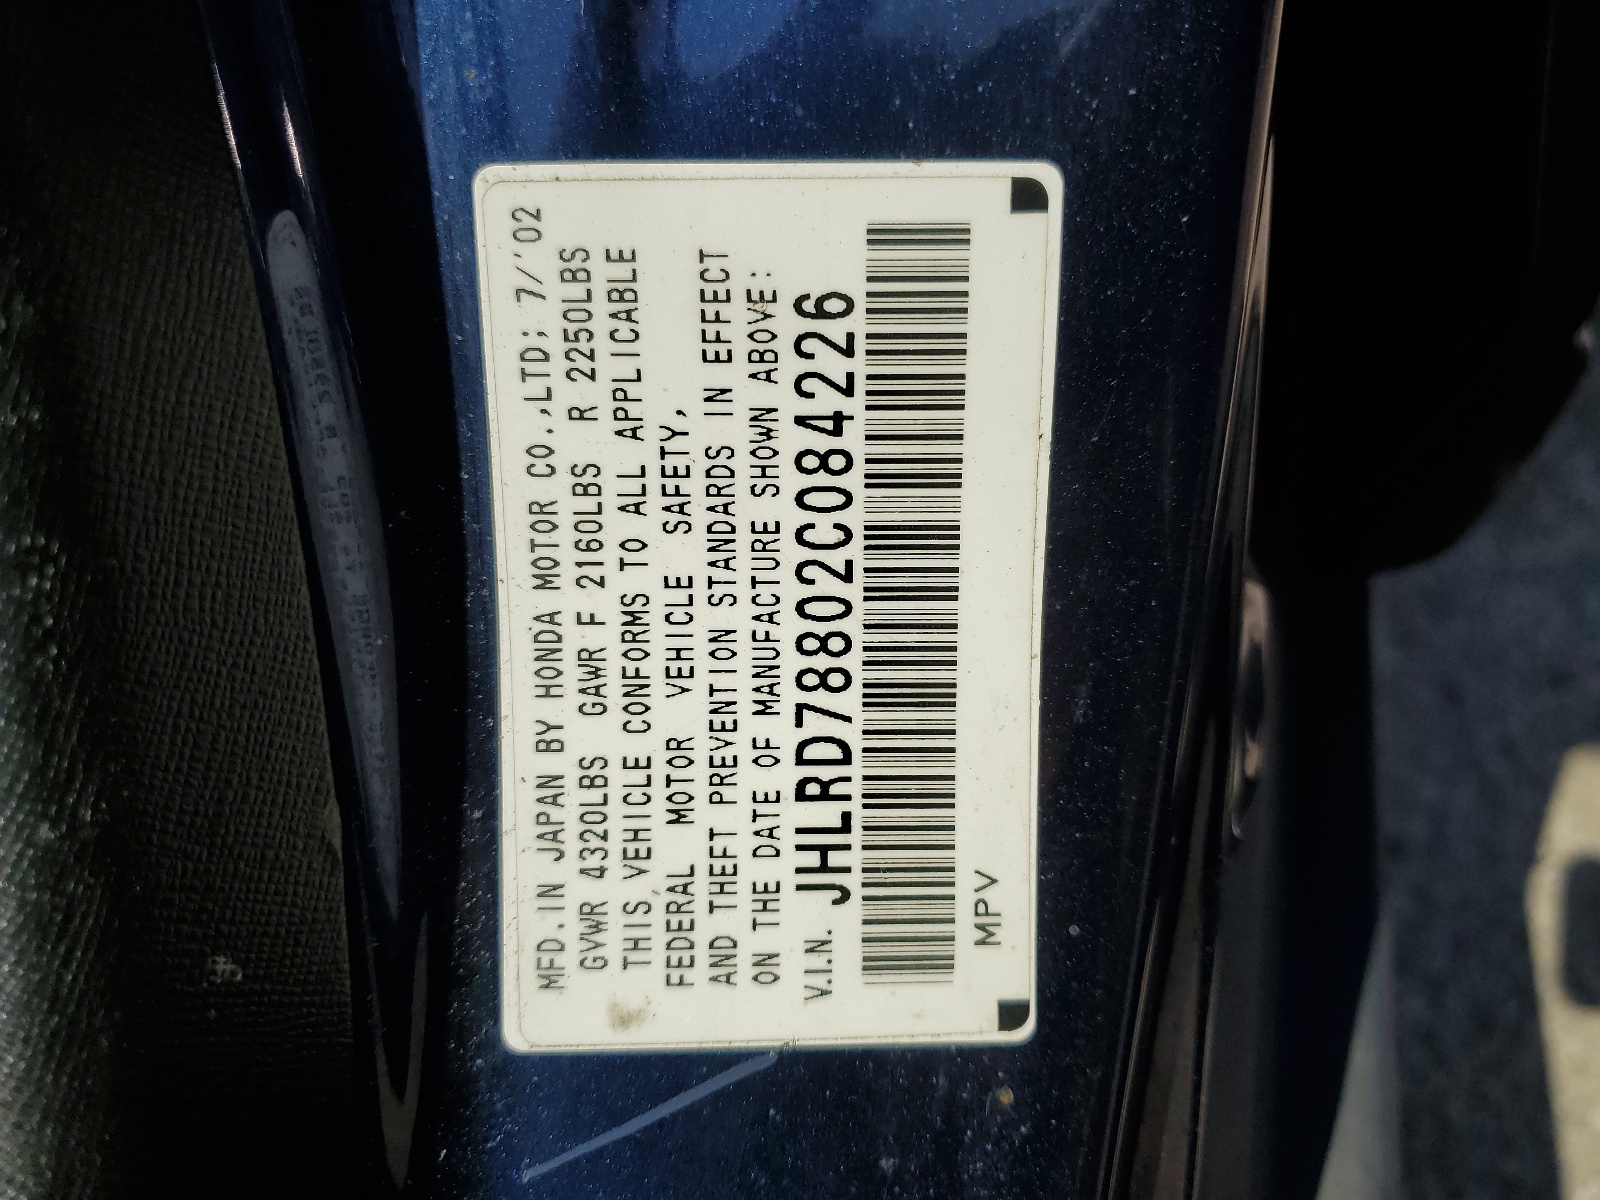 MFD. IN JAPAN BY HONDA MOTOR CO.,LTD; 7/'02
GVWR 4320LBS GAWR F 2160LBS R 2250LBS
THIS VEHICLE CONFORMS TO ALL APPLICABLE
FEDERAL MOTOR VEHICLE SAFETY,
AND THEFT PREVENTION STANDARDS IN EFFECT
ON THE DATE OF MANUFACTURE SHOWN ABOVE:
V.I.N. JHLRD78802C084226
MPV